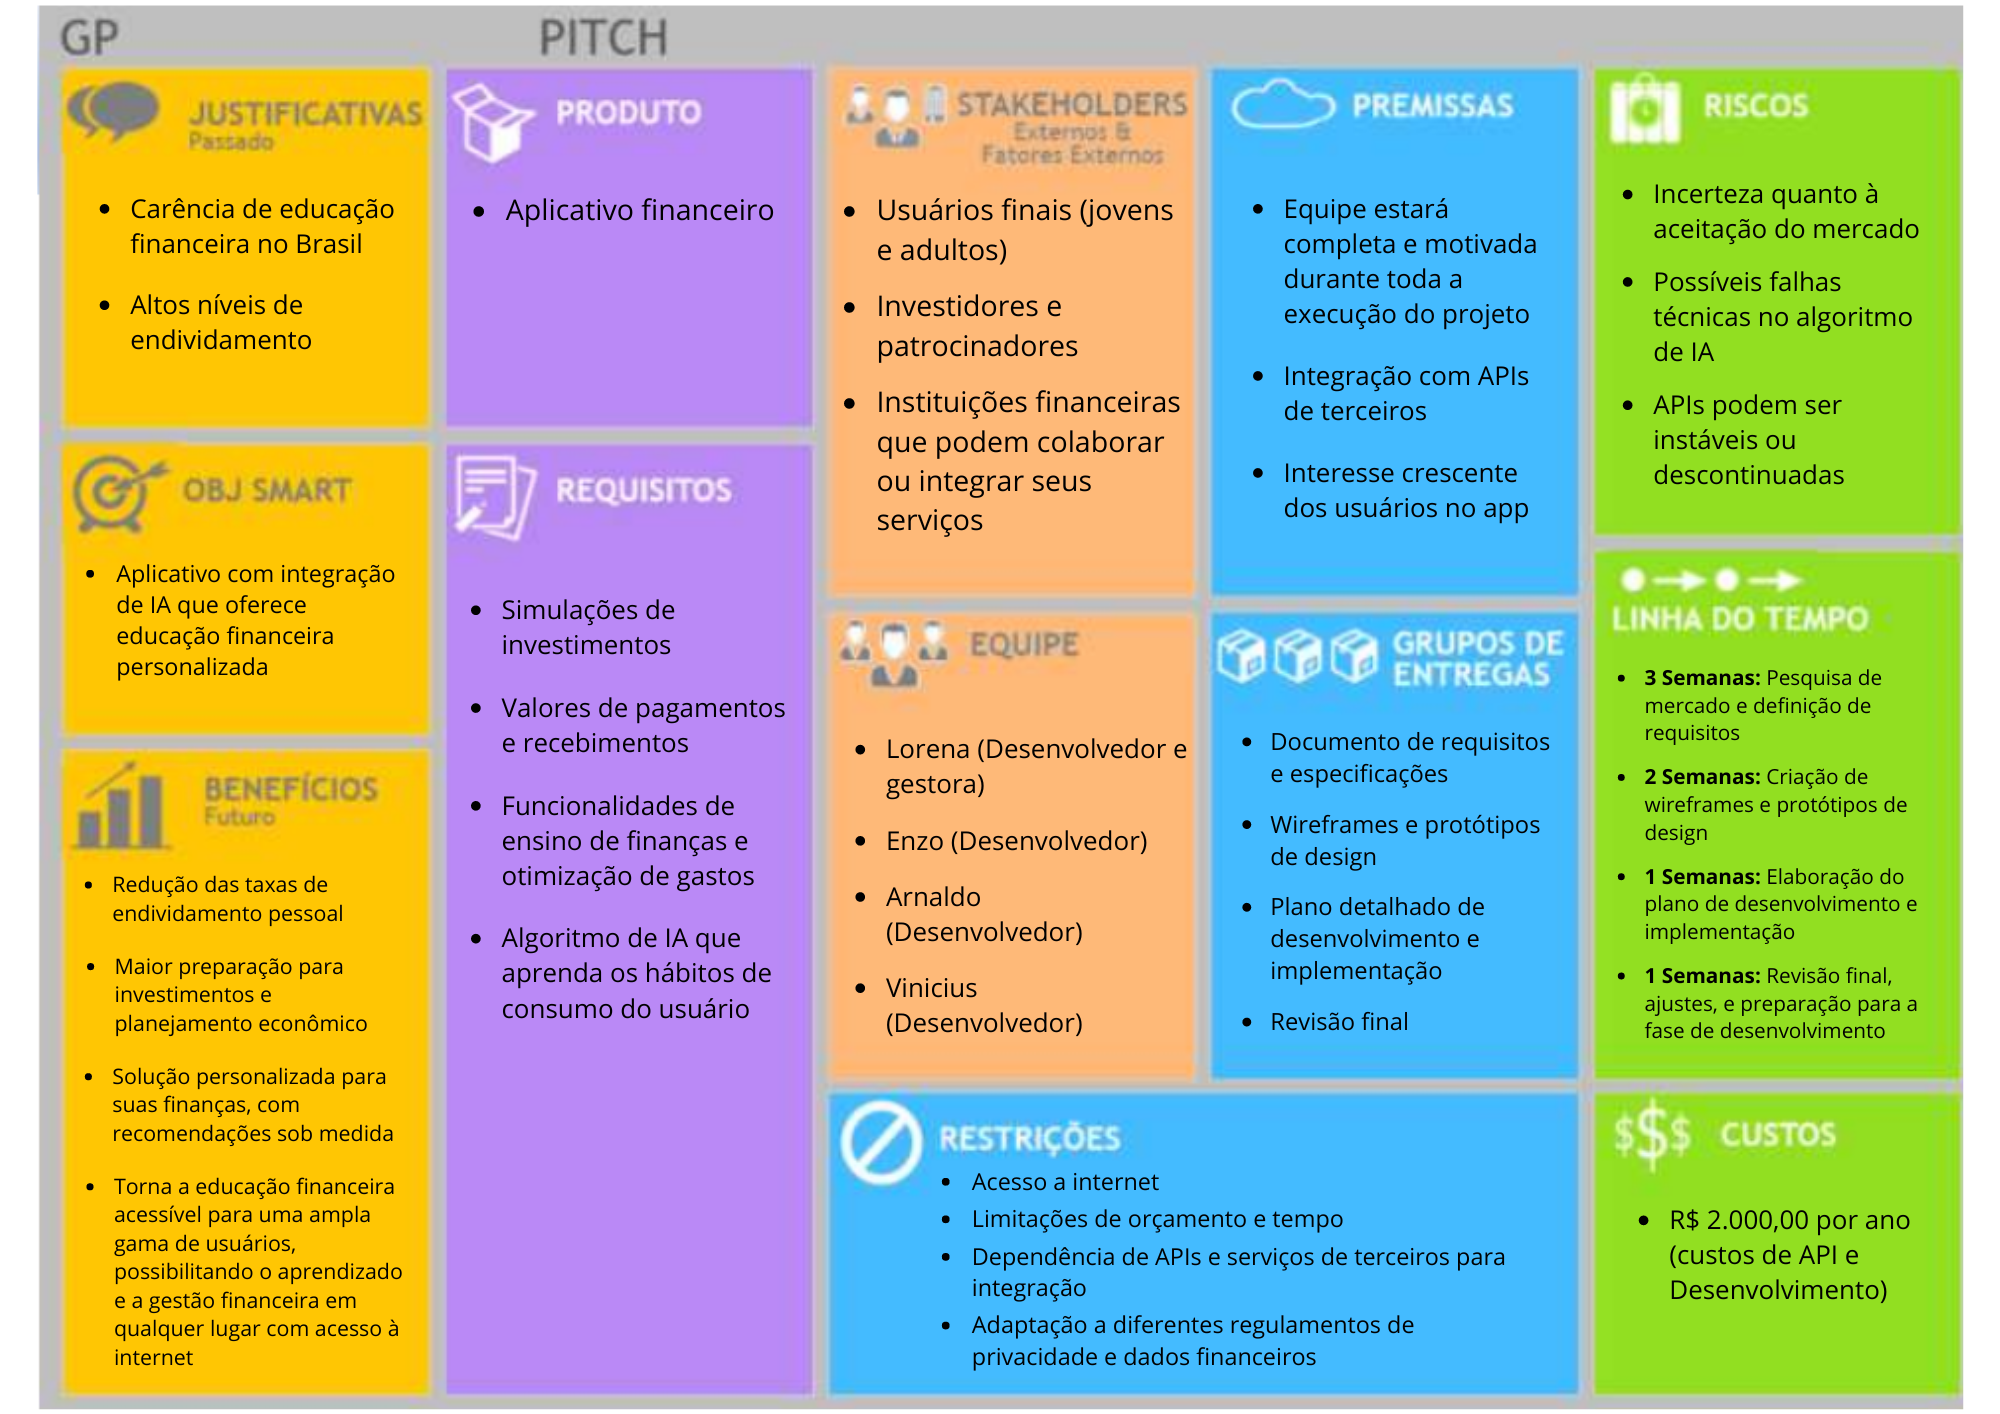 GP
PITCH
JUSTIFICATIVAS
Passado
• Carência de educação
financeira no Brasil
• Altos níveis de
endividamento
OBJ SMART
• Aplicativo com integração
de IA que oferece
educação financeira
personalizada
BENEFÍCIOS
Futuro
• Redução das taxas de
endividamento pessoal
• Maior preparação para
investimentos e
planejamento econômico
• Solução personalizada para
suas finanças, com
recomendações sob medida
• Torna a educação financeira
acessível para uma ampla
gama de usuários,
possibilitando o aprendizado
e a gestão financeira em
qualquer lugar com acesso à
internet
PRODUTO
• Aplicativo financeiro
REQUISITOS
• Simulações de
investimentos
• Valores de pagamentos
e recebimentos
• Funcionalidades de
ensino de finanças e
otimização de gastos
• Algoritmo de IA que
aprenda os hábitos de
consumo do usuário
STAKEHOLDERS
Externos &
Fatores Externos
• Usuários finais (jovens
e adultos)
• Investidores e
patrocinadores
• Instituições financeiras
que podem colaborar
ou integrar seus
serviços
EQUIPE
• Lorena (Desenvolvedor e
gestora)
• Enzo (Desenvolvedor)
• Arnaldo
(Desenvolvedor)
• Vinicius
(Desenvolvedor)
PREMISSAS
• Equipe estará
completa e motivada
durante toda a
execução do projeto
• Integração com APIs
de terceiros
• Interesse crescente
dos usuários no app
GRUPOS DE
ENTREGAS
• Documento de requisitos
e especificações
• Wireframes e protótipos
de design
• Plano detalhado de
desenvolvimento e
implementação
• Revisão final
RESTRIÇÕES
• Acesso a internet
• Limitações de orçamento e tempo
• Dependência de APIs e serviços de terceiros para
integração
• Adaptação a diferentes regulamentos de
privacidade e dados financeiros
RISCOS
• Incerteza quanto à
aceitação do mercado
• Possíveis falhas
técnicas no algoritmo
de IA
• APIs podem ser
instáveis ou
descontinuadas
LINHA DO TEMPO
• 3 Semanas: Pesquisa de
mercado e definição de
requisitos
• 2 Semanas: Criação de
wireframes e protótipos de
design
• 1 Semanas: Elaboração do
plano de desenvolvimento e
implementação
• 1 Semanas: Revisão final,
ajustes, e preparação para a
fase de desenvolvimento
$$$ CUSTOS
• R$ 2.000,00 por ano
(custos de API e
Desenvolvimento)